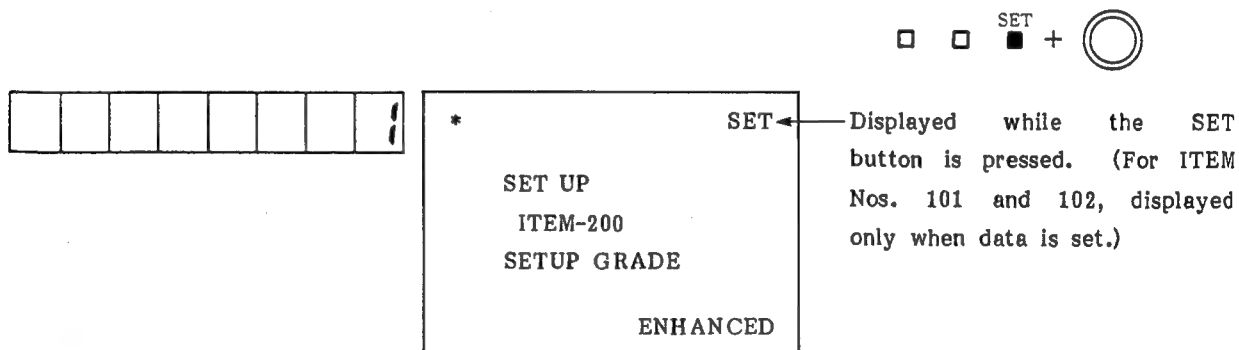 SET
+
1
* SET
SET UP
ITEM-200
SETUP GRADE
ENHANCED
Displayed while the SET
button is pressed. (For ITEM
Nos. 101 and 102, displayed
only when data is set.)